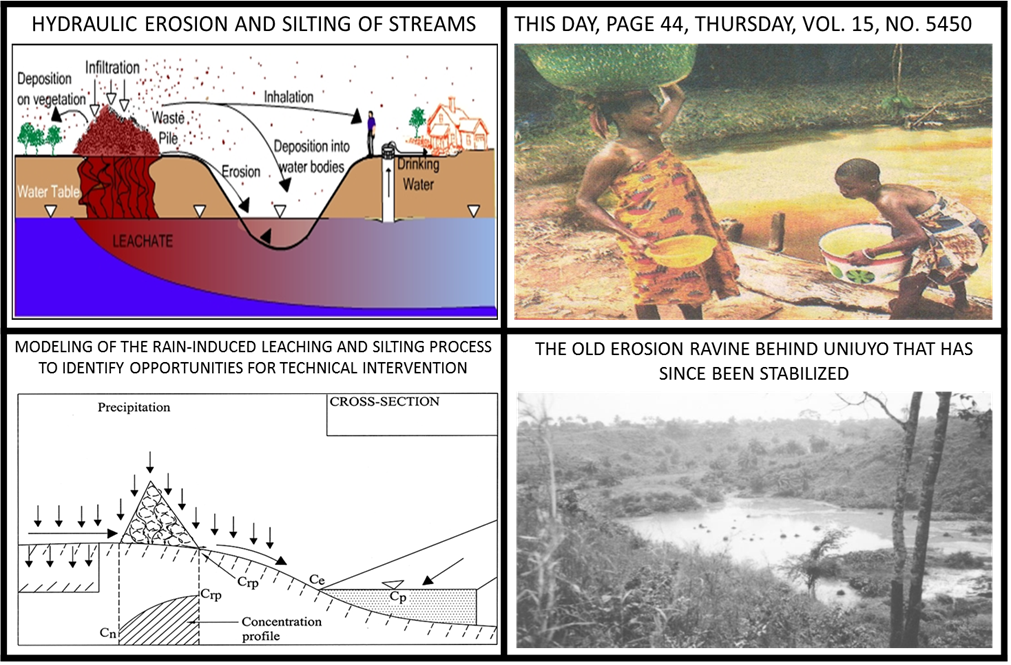 HYDRAULIC EROSION AND SILTING OF STREAMS
Deposition
on vegetation
Infiltration
Waste
Pile
Inhalation
Erosion
Deposition into
water bodies
Drinking
Water
Water Table
LEACHATE
THIS DAY, PAGE 44, THURSDAY, VOL. 15, NO. 5450
MODELING OF THE RAIN-INDUCED LEACHING AND SILTING PROCESS
TO IDENTIFY OPPORTUNITIES FOR TECHNICAL INTERVENTION
Precipitation
CROSS-SECTION
Crp
Ce
Cp
Crp
Cn
Concentration
profile
THE OLD EROSION RAVINE BEHIND UNIUYO THAT HAS
SINCE BEEN STABILIZED